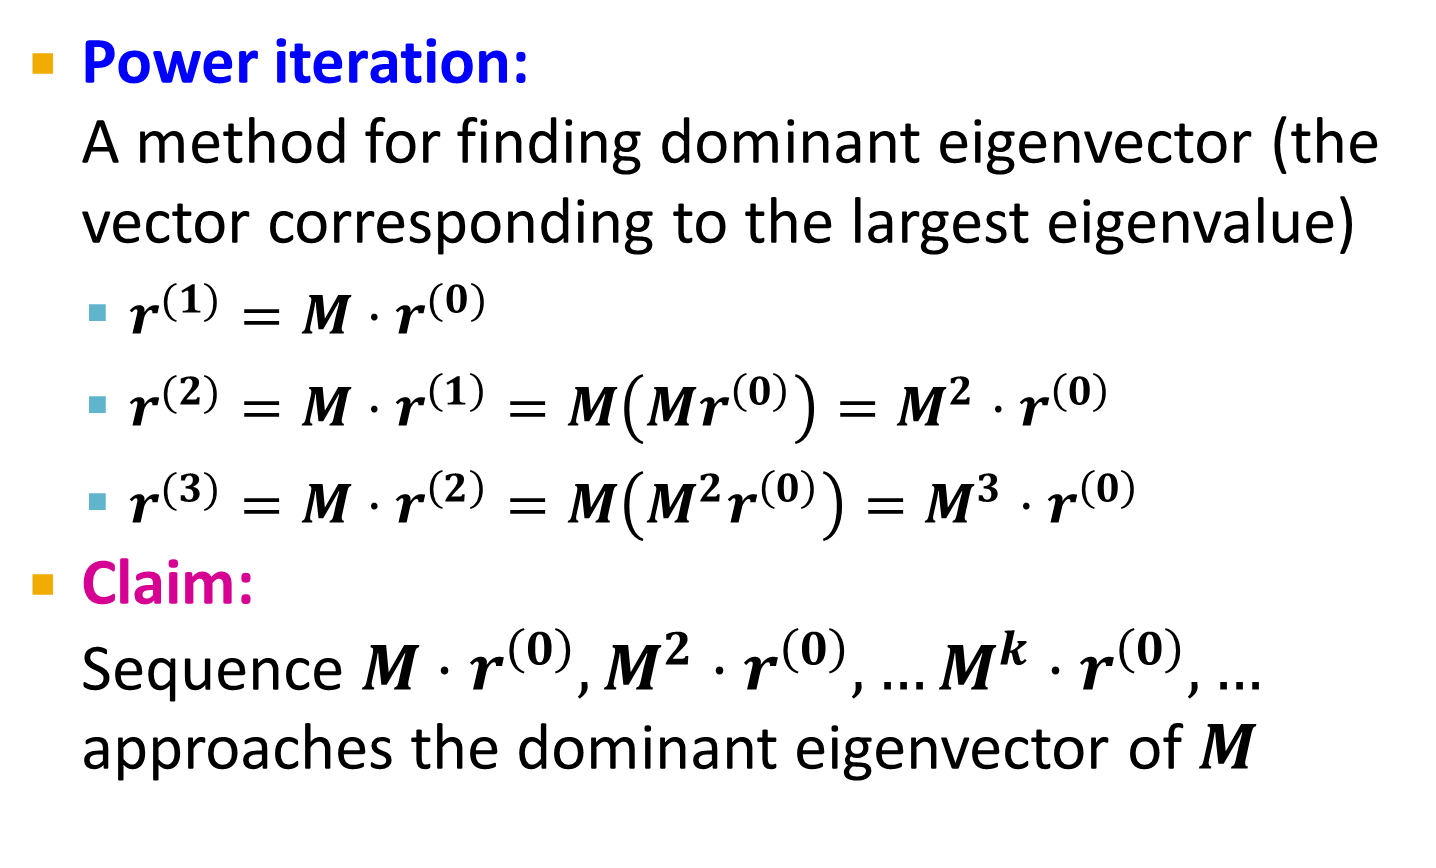 ▪ Power iteration:
A method for finding dominant eigenvector (the
vector corresponding to the largest eigenvalue)
▪ r⁽¹⁾ = M · r⁽⁰⁾
▪ r⁽²⁾ = M · r⁽¹⁾ = M(Mr⁽⁰⁾) = M² · r⁽⁰⁾
▪ r⁽³⁾ = M · r⁽²⁾ = M(M²r⁽⁰⁾) = M³ · r⁽⁰⁾
▪ Claim:
Sequence M · r⁽⁰⁾, M² · r⁽⁰⁾, … Mᵏ · r⁽⁰⁾, …
approaches the dominant eigenvector of M